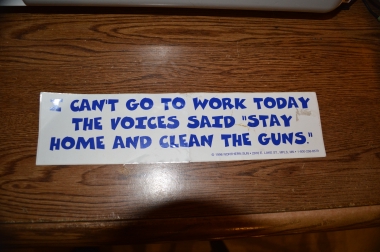 I CAN'T GO TO WORK TODAY
THE VOICES SAID "STAY
HOME AND CLEAN THE GUNS."